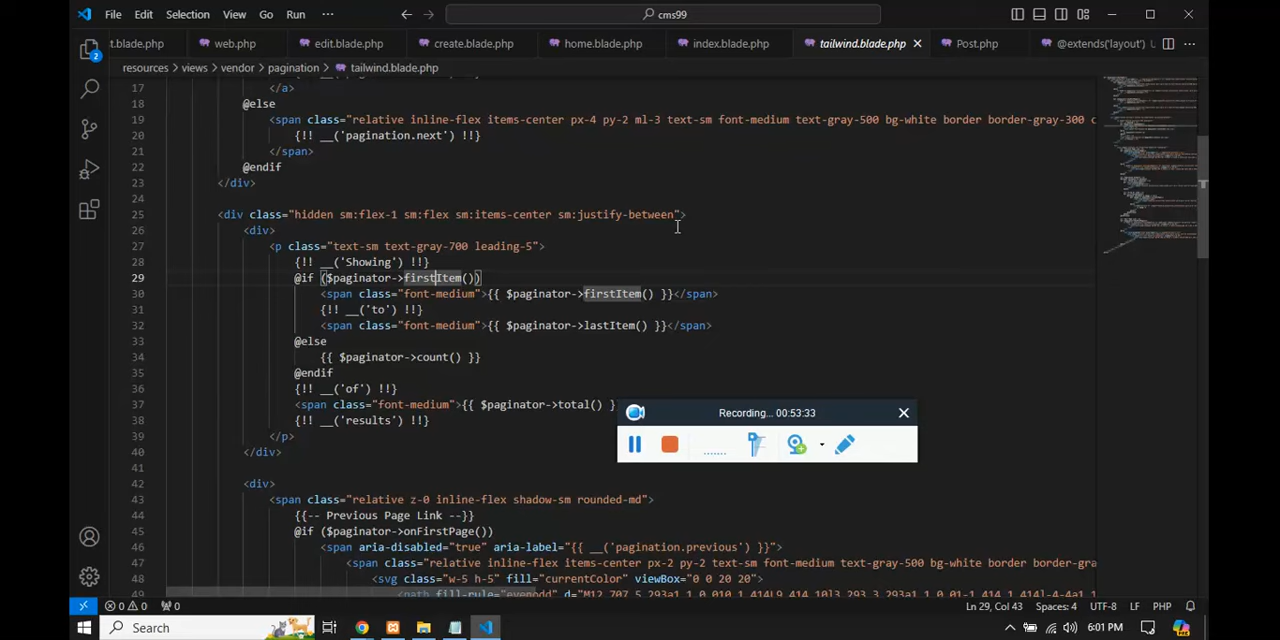 File Edit Selection View Go Run ··· cms99
t.blade.php web.php edit.blade.php create.blade.php home.blade.php index.blade.php tailwind.blade.php Post.php @extends('layout')
resources > views > vendor > pagination > tailwind.blade.php
17 </a>
18 @else
19 <span class="relative inline-flex items-center px-4 py-2 ml-3 text-sm font-medium text-gray-500 bg-white border border-gray-300 c
20 {!! __('pagination.next') !!}
21 </span>
22 @endif
23 </div>
24
25 <div class="hidden sm:flex-1 sm:flex sm:items-center sm:justify-between">
26 <div>
27 <p class="text-sm text-gray-700 leading-5">
28 {!! __('Showing') !!}
29 @if ($paginator->firstItem())
30 <span class="font-medium">{{ $paginator->firstItem() }}</span>
31 {!! __('to') !!}
32 <span class="font-medium">{{ $paginator->lastItem() }}</span>
33 @else
34 {{ $paginator->count() }}
35 @endif
36 {!! __('of') !!}
37 <span class="font-medium">{{ $paginator->total() }
38 {!! __('results') !!}
39 </p>
40 </div>
41
42 <div>
43 <span class="relative z-0 inline-flex shadow-sm rounded-md">
44 {{-- Previous Page Link --}}
45 @if ($paginator->onFirstPage())
46 <span aria-disabled="true" aria-label="{{ __('pagination.previous') }}">
47 <span class="relative inline-flex items-center px-2 py-2 text-sm font-medium text-gray-500 bg-white border border-gra
48 <svg class="w-5 h-5" fill="currentColor" viewBox="0 0 20 20">
Recording... 00:53:33
2
0 0 0 Ln 29, Col 43 Spaces: 4 UTF-8 LF PHP
Search 6:01 PM